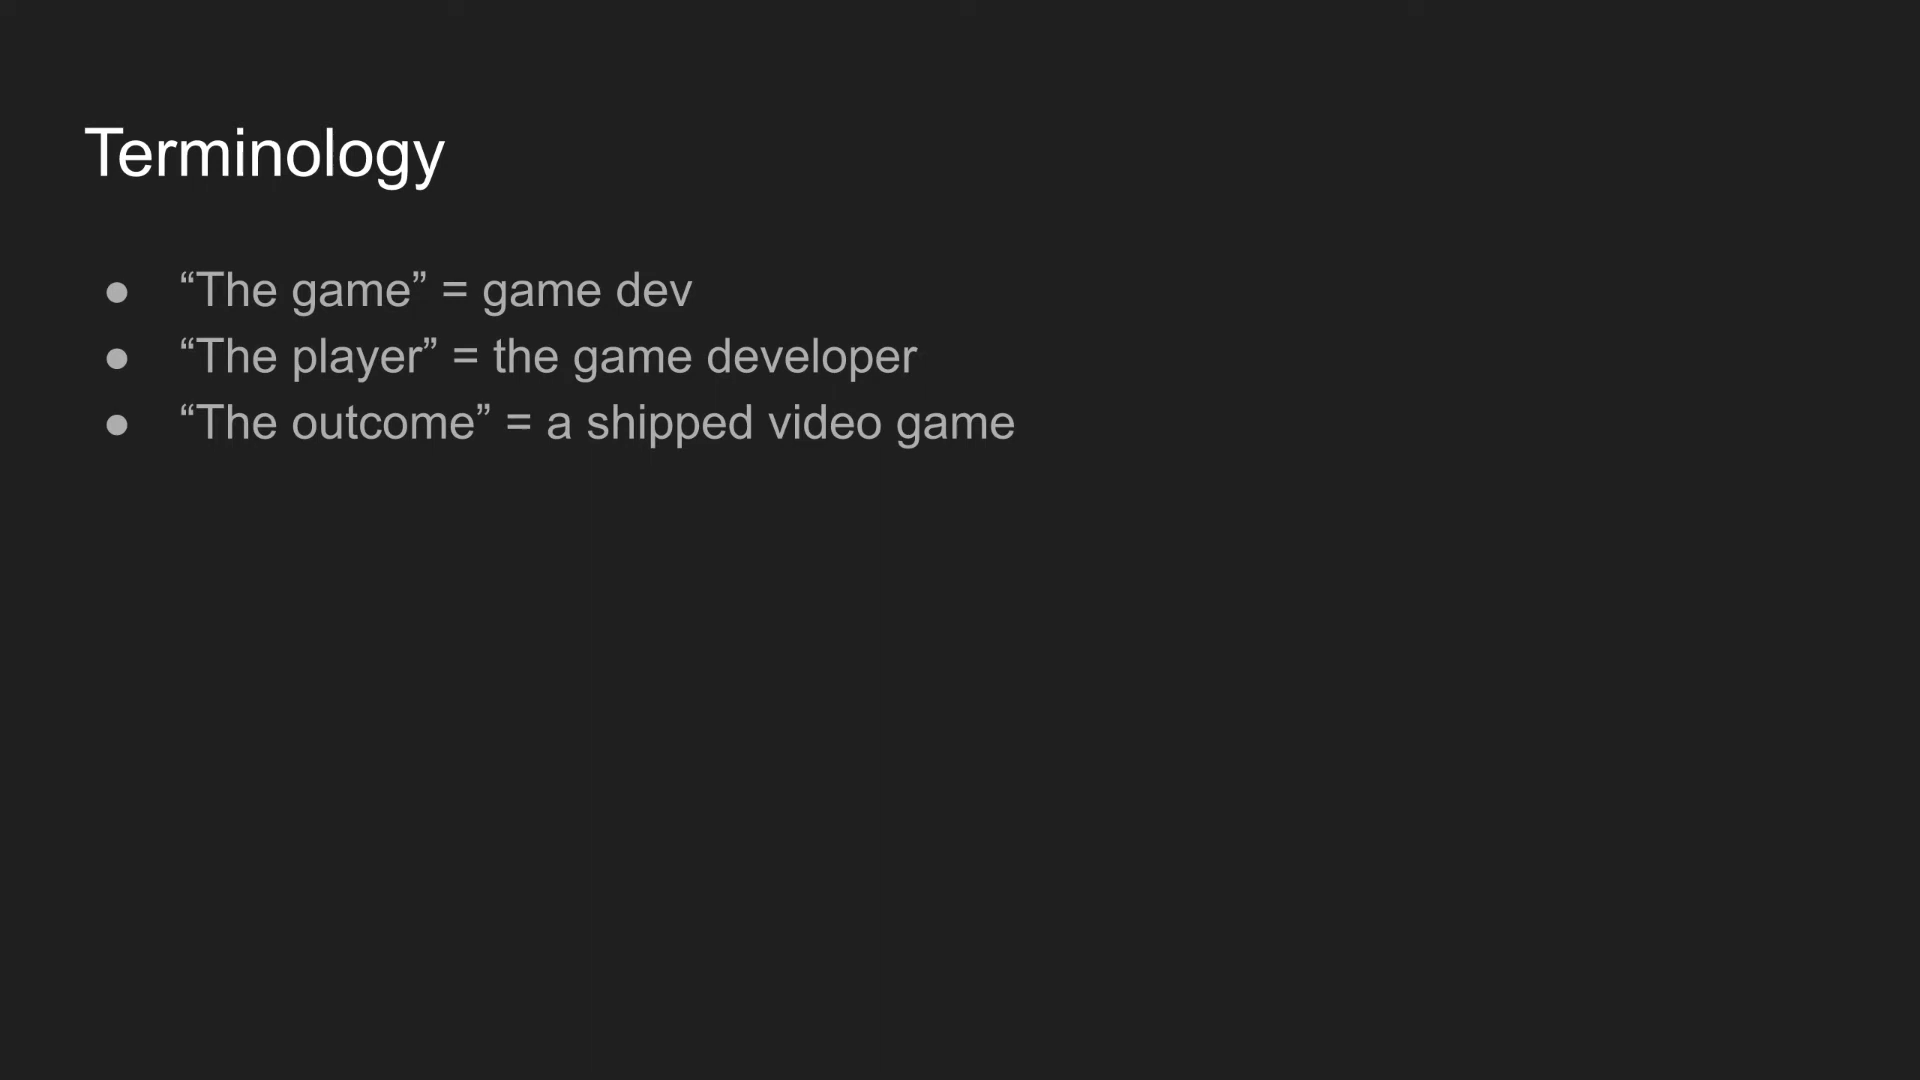 Terminology
● “The game” = game dev
● “The player” = the game developer
● “The outcome” = a shipped video game